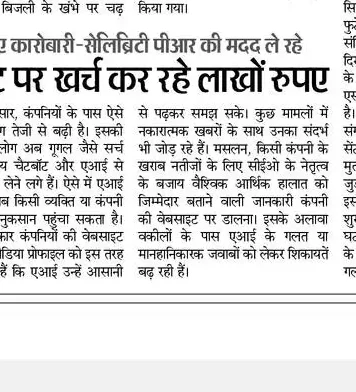 बिजली के खंभे पर चढ़
किया गया।
कारोबारी-सेलिब्रिटी पीआर की मदद ले रहे
पर खर्च कर रहे लाखों रुपए
सार, कंपनियों के पास ऐसे
तेजी से बढ़ी है। इसकी
लोग अब गूगल जैसे सर्च
य चैटबॉट और एआई से
लेने लगे हैं। ऐसे में एआई
ब किसी व्यक्ति या कंपनी
नुकसान पहुंचा सकता है।
कार कंपनियों की वेबसाइट
डिया प्रोफाइल को इस तरह
हैं कि एआई उन्हें आसानी
से पढ़कर समझ सके। कुछ मामलों में
नकारात्मक खबरों के साथ उनका संदर्भ
भी जोड़ रहे हैं। मसलन, किसी कंपनी के
खराब नतीजों के लिए सीईओ के नेतृत्व
के बजाय वैश्विक आर्थिक हालात को
जिम्मेदार बताने वाली जानकारी कंपनी
की वेबसाइट पर डालना। इसके अलावा
वकीलों के पास एआई के गलत या
मानहानिकारक जवाबों को लेकर शिकायतें
बढ़ रही हैं।